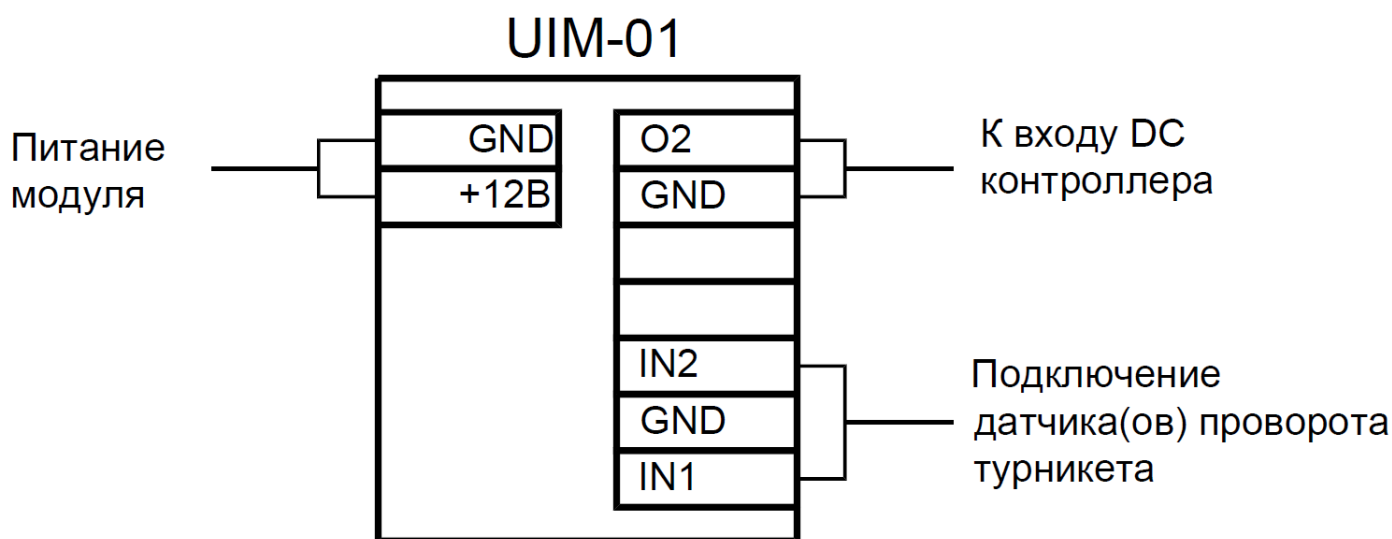 UIM-01
Питание
модуля
GND
+12В
O2
GND
IN2
GND
IN1
К входу DC
контроллера
Подключение
датчика(ов) проворота
турникета